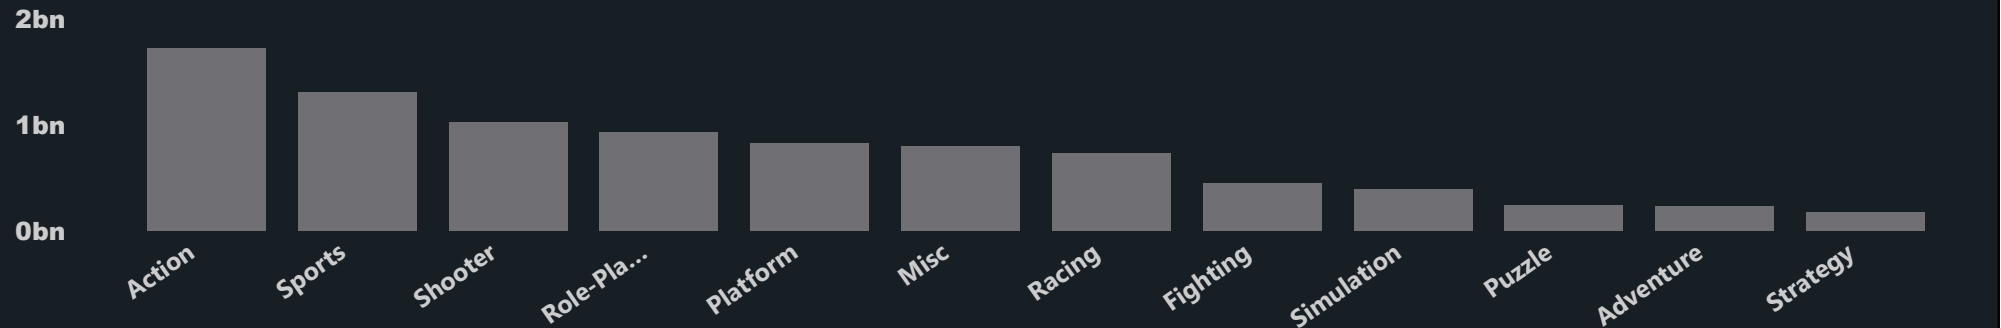 2bn
1bn
0bn
Action
Sports
Shooter
Role-Pla...
Platform
Misc
Racing
Fighting
Simulation
Puzzle
Adventure
Strategy